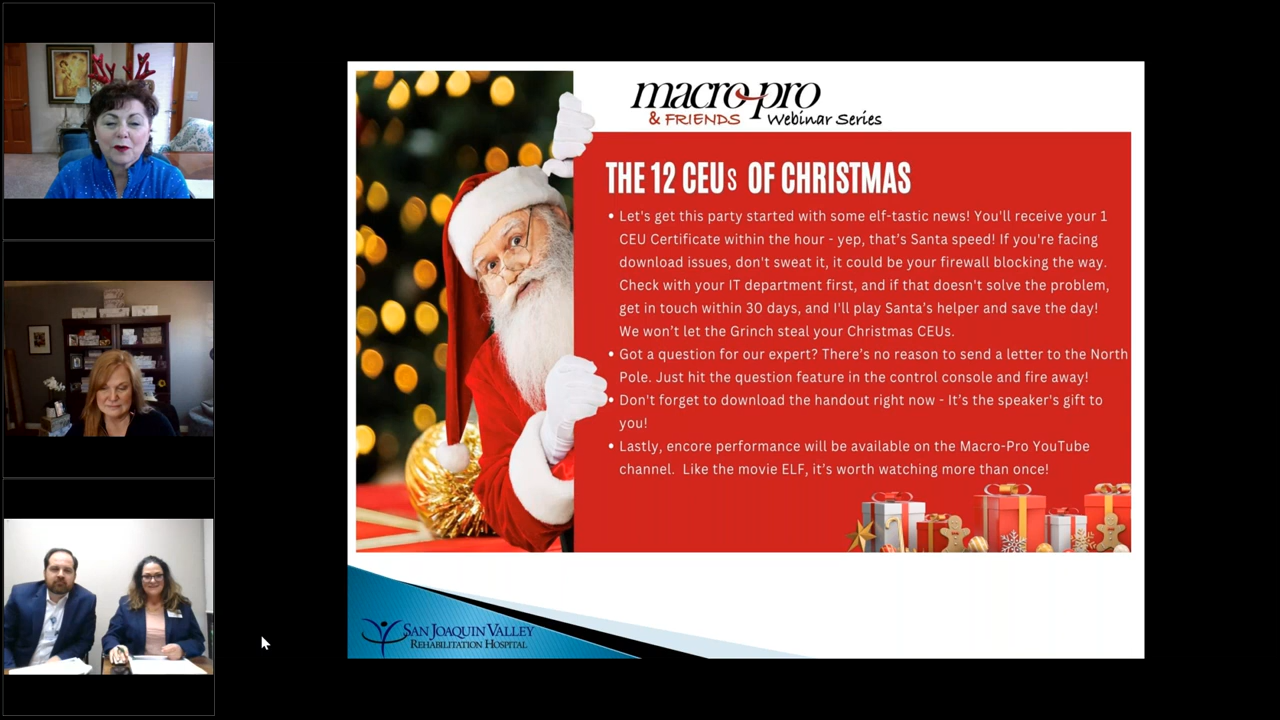 macro-pro
& FRIENDS Webinar Series
THE 12 CEUs OF CHRISTMAS
• Let's get this party started with some elf-tastic news! You'll receive your 1
CEU Certificate within the hour - yep, that's Santa speed! If you're facing
download issues, don't sweat it, it could be your firewall blocking the way.
Check with your IT department first, and if that doesn't solve the problem,
get in touch within 30 days, and I'll play Santa's helper and save the day!
We won't let the Grinch steal your Christmas CEUs.
• Got a question for our expert? There's no reason to send a letter to the North
Pole. Just hit the question feature in the control console and fire away!
• Don't forget to download the handout right now - It's the speaker's gift to
you!
• Lastly, encore performance will be available on the Macro-Pro YouTube
channel. Like the movie ELF, it's worth watching more than once!
SAN JOAQUIN VALLEY
REHABILITATION HOSPITAL